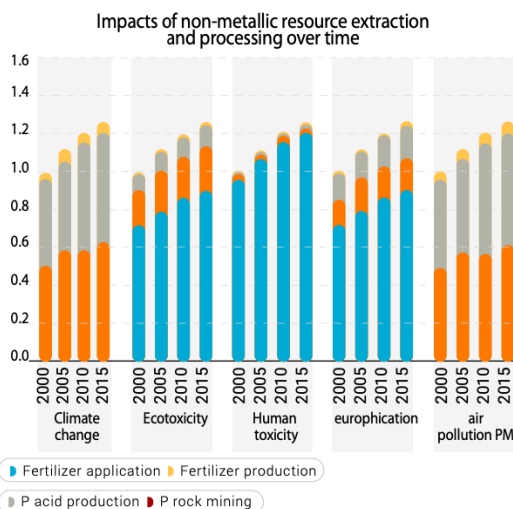 Impacts of non-metallic resource extraction
and processing over time
1.6
1.4
1.2
1.0
0.8
0.6
0.4
0.2
0.0
2000 2005 2010 2015 2000 2005 2010 2015 2000 2005 2010 2015 2000 2005 2010 2015 2000 2005 2010 2015
Climate change
Ecotoxicity
Human toxicity
europhication
air pollution PM
Fertilizer application Fertilizer production
P acid production P rock mining